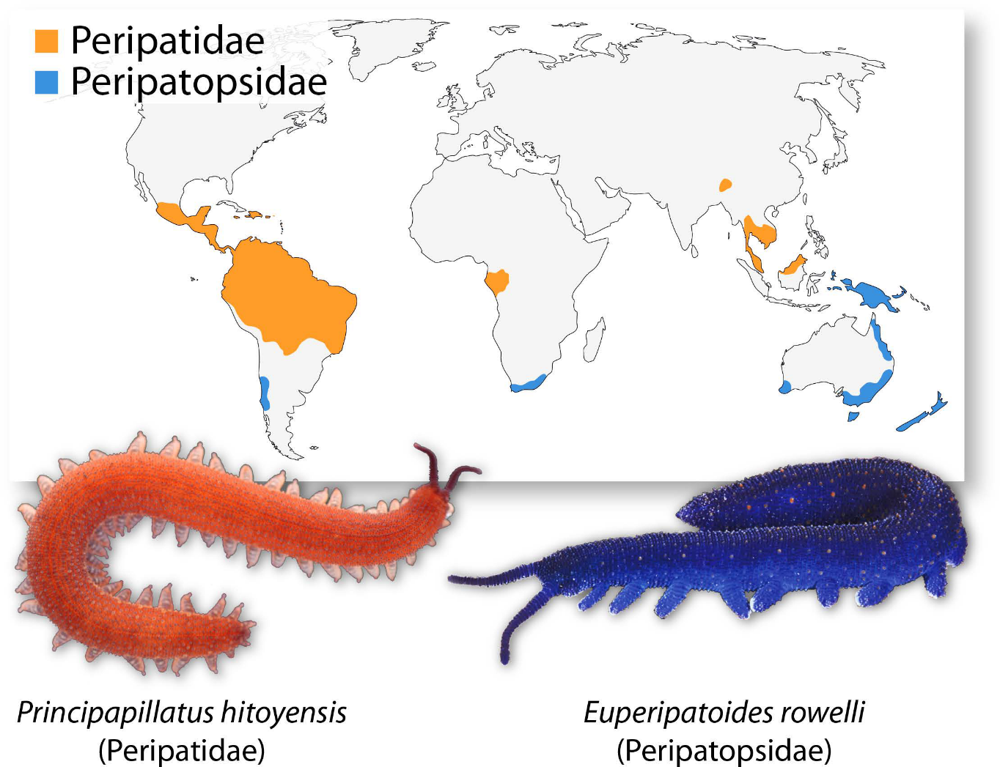 Peripatidae
Peripatopsidae
Principapillatus hitoyensis
(Peripatidae)
Euperipatoides rowelli
(Peripatopsidae)